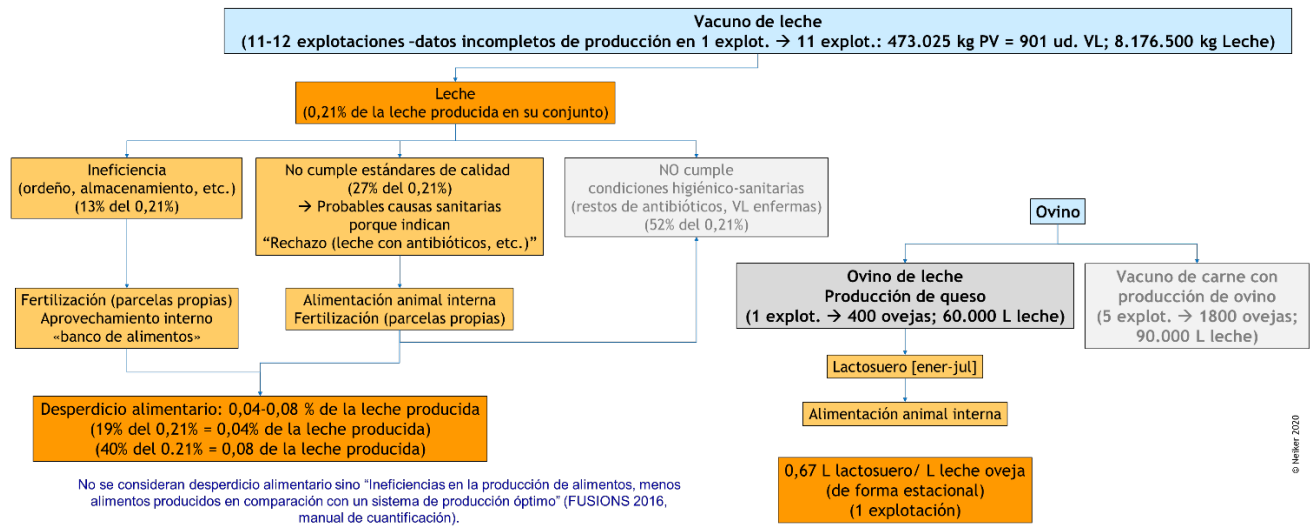 Vacuno de leche
(11-12 explotaciones –datos incompletos de producción en 1 explot. → 11 explot.: 473.025 kg PV = 901 ud. VL; 8.176.500 kg Leche)
Leche
(0,21% de la leche producida en su conjunto)
Ineficiencia
(ordeño, almacenamiento, etc.)
(13% del 0,21%)
No cumple estándares de calidad
(27% del 0,21%)
→ Probables causas sanitarias
porque indican
“Rechazo (leche con antibióticos, etc.)”
NO cumple
condiciones higiénico-sanitarias
(restos de antibióticos, VL enfermas)
(52% del 0,21%)
Fertilización (parcelas propias)
Aprovechamiento interno
«banco de alimentos»
Alimentación animal interna
Fertilización (parcelas propias)
Desperdicio alimentario: 0,04-0,08 % de la leche producida
(19% del 0,21% = 0,04% de la leche producida)
(40% del 0.21% = 0,08 de la leche producida)
No se consideran desperdicio alimentario sino “Ineficiencias en la producción de alimentos, menos
alimentos producidos en comparación con un sistema de producción óptimo” (FUSIONS 2016,
manual de cuantificación).
Ovino
Ovino de leche
Producción de queso
(1 explot. → 400 ovejas; 60.000 L leche)
Vacuno de carne con
producción de ovino
(5 explot. → 1800 ovejas;
90.000 L leche)
Lactosuero [ener-jul]
Alimentación animal interna
0,67 L lactosuero/ L leche oveja
(de forma estacional)
(1 explotación)
© Neiker 2020